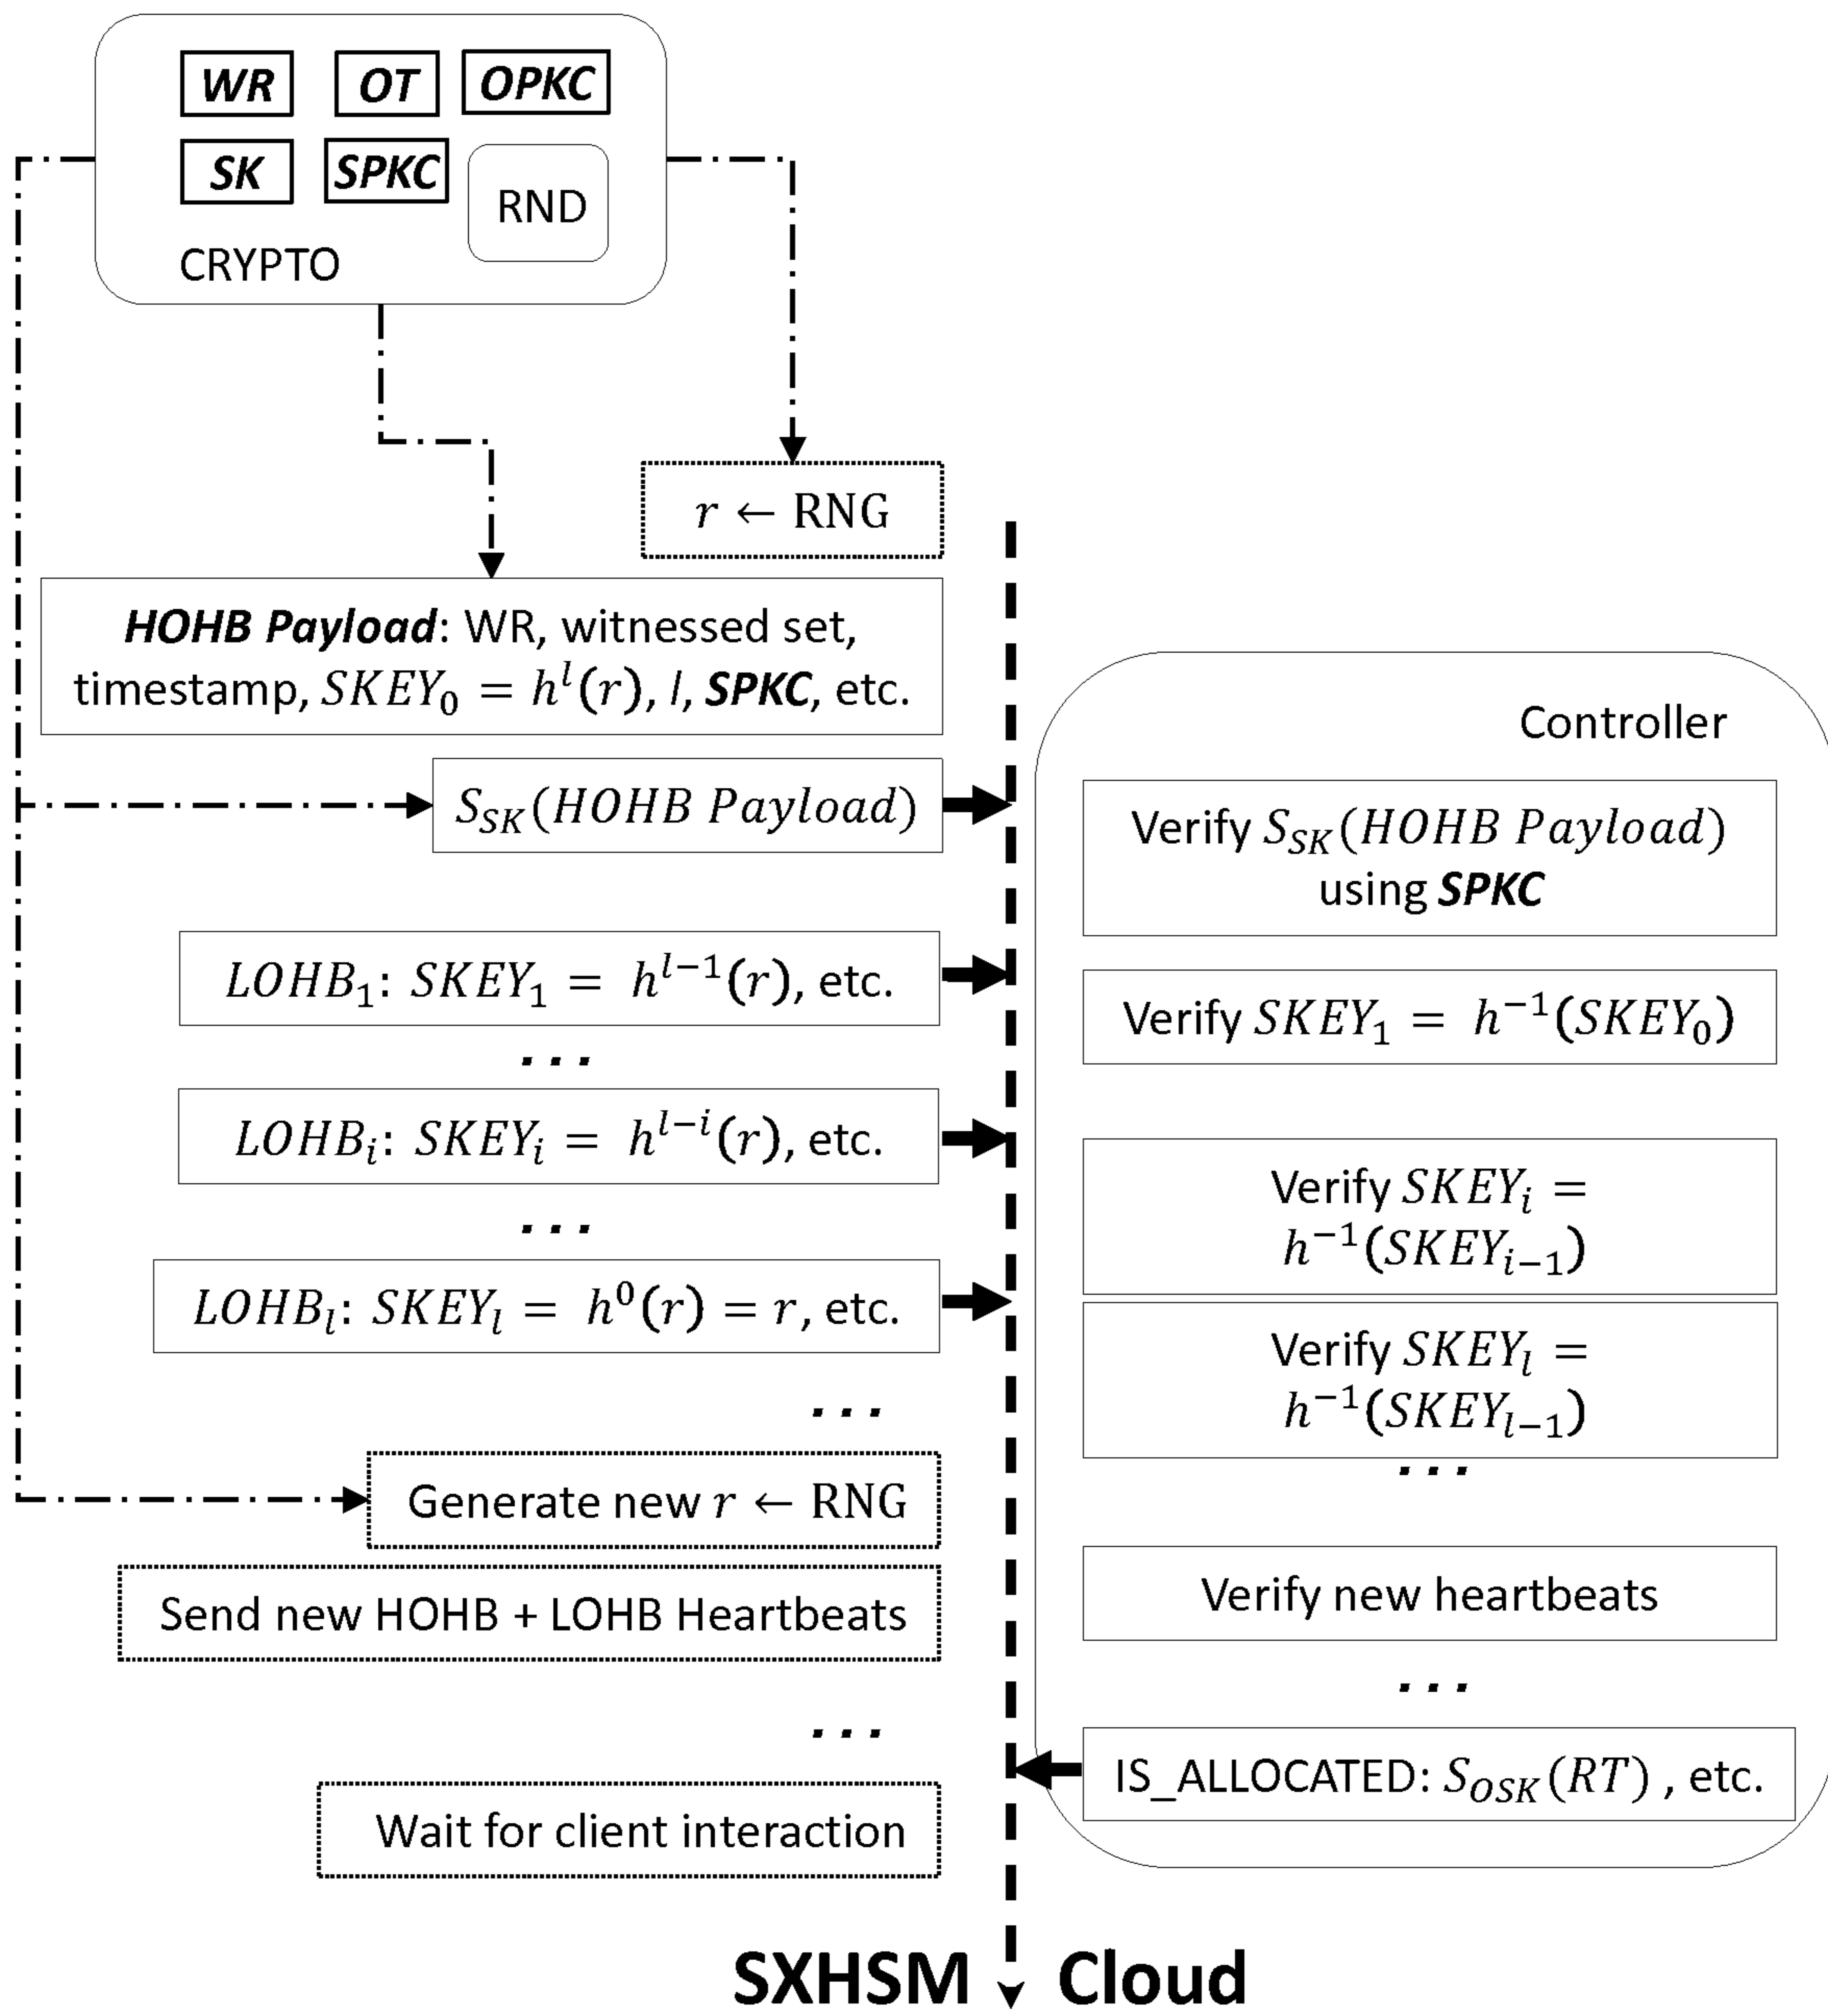 WR OT OPKC
SK SPKC RND
CRYPTO
r ← RNG
HOHB Payload: WR, witnessed set,
timestamp, SKEY₀ = hˡ(r), l, SPKC, etc.
Controller
S_SK(HOHB Payload)
Verify S_SK(HOHB Payload)
using SPKC
LOHB₁: SKEY₁ = hˡ⁻¹(r), etc.
Verify SKEY₁ = h⁻¹(SKEY₀)
...
LOHBᵢ: SKEYᵢ = hˡ⁻ⁱ(r), etc.
Verify SKEYᵢ =
h⁻¹(SKEYᵢ₋₁)
...
LOHBₗ: SKEYₗ = h⁰(r) = r, etc.
Verify SKEYₗ =
h⁻¹(SKEYₗ₋₁)
...
...
Generate new r ← RNG
Send new HOHB + LOHB Heartbeats
Verify new heartbeats
...
...
IS_ALLOCATED: S_OSK(RT) , etc.
Wait for client interaction
SXHSM Cloud